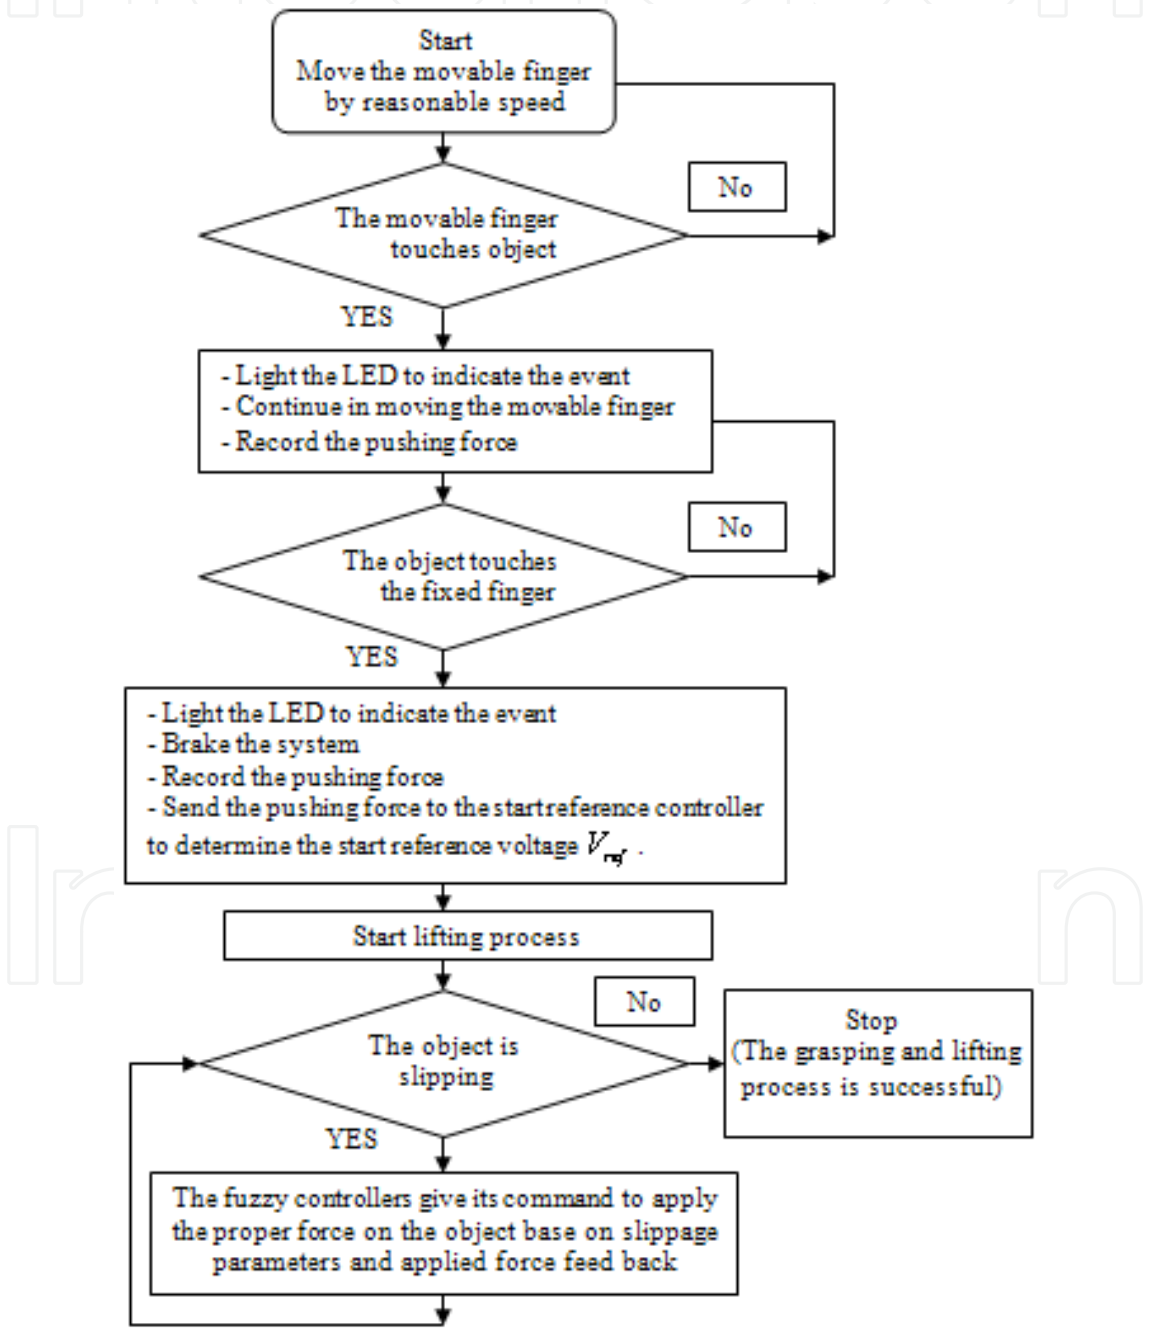 Start
Move the movable finger
by reasonable speed
No
The movable finger
touches object
YES
- Light the LED to indicate the event
- Continue in moving the movable finger
- Record the pushing force
No
The object touches
the fixed finger
YES
- Light the LED to indicate the event
- Brake the system
- Record the pushing force
- Send the pushing force to the start reference controller
to determine the start reference voltage V_ref .
Start lifting process
No
The object is
slipping
Stop
(The grasping and lifting
process is successful)
YES
The fuzzy controllers give its command to apply
the proper force on the object base on slippage
parameters and applied force feed back